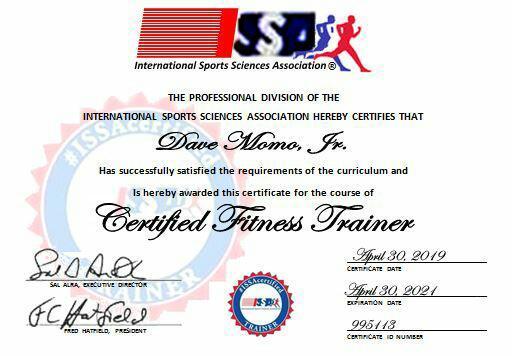 ISSA
International Sports Sciences Association®
THE PROFESSIONAL DIVISION OF THE
INTERNATIONAL SPORTS SCIENCES ASSOCIATION HEREBY CERTIFIES THAT
Dave Momo, Jr.
Has successfully satisfied the requirements of the curriculum and
Is hereby awarded this certificate for the course of
Certified Fitness Trainer
#ISSAcertified
ISSA
TRAINER
April 30, 2019
CERTIFICATE DATE
SAL ALRA, EXECUTIVE DIRECTOR
April 30, 2021
EXPIRATION DATE
FC Hatfield
FRED HATFIELD, PRESIDENT
#ISSAcertified
ISSA
TRAINER
995113
CERTIFICATE ID NUMBER